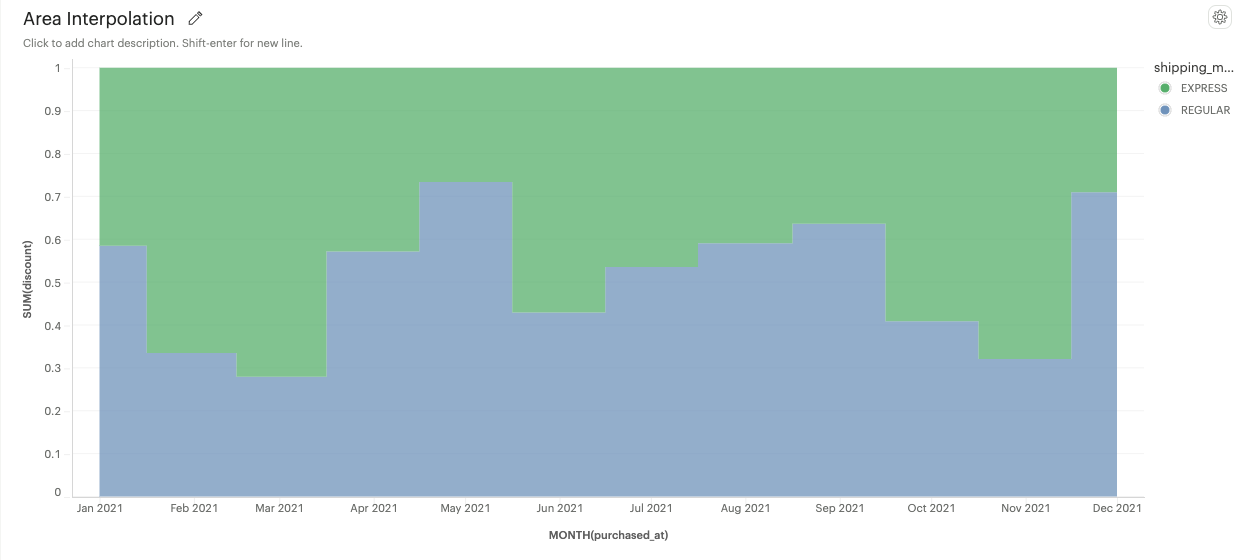 Area Interpolation
Click to add chart description. Shift-enter for new line.
shipping_m...
EXPRESS
REGULAR
SUM(discount)
1
0.9
0.8
0.7
0.6
0.5
0.4
0.3
0.2
0.1
0
Jan 2021 Feb 2021 Mar 2021 Apr 2021 May 2021 Jun 2021 Jul 2021 Aug 2021 Sep 2021 Oct 2021 Nov 2021 Dec 2021
MONTH(purchased_at)